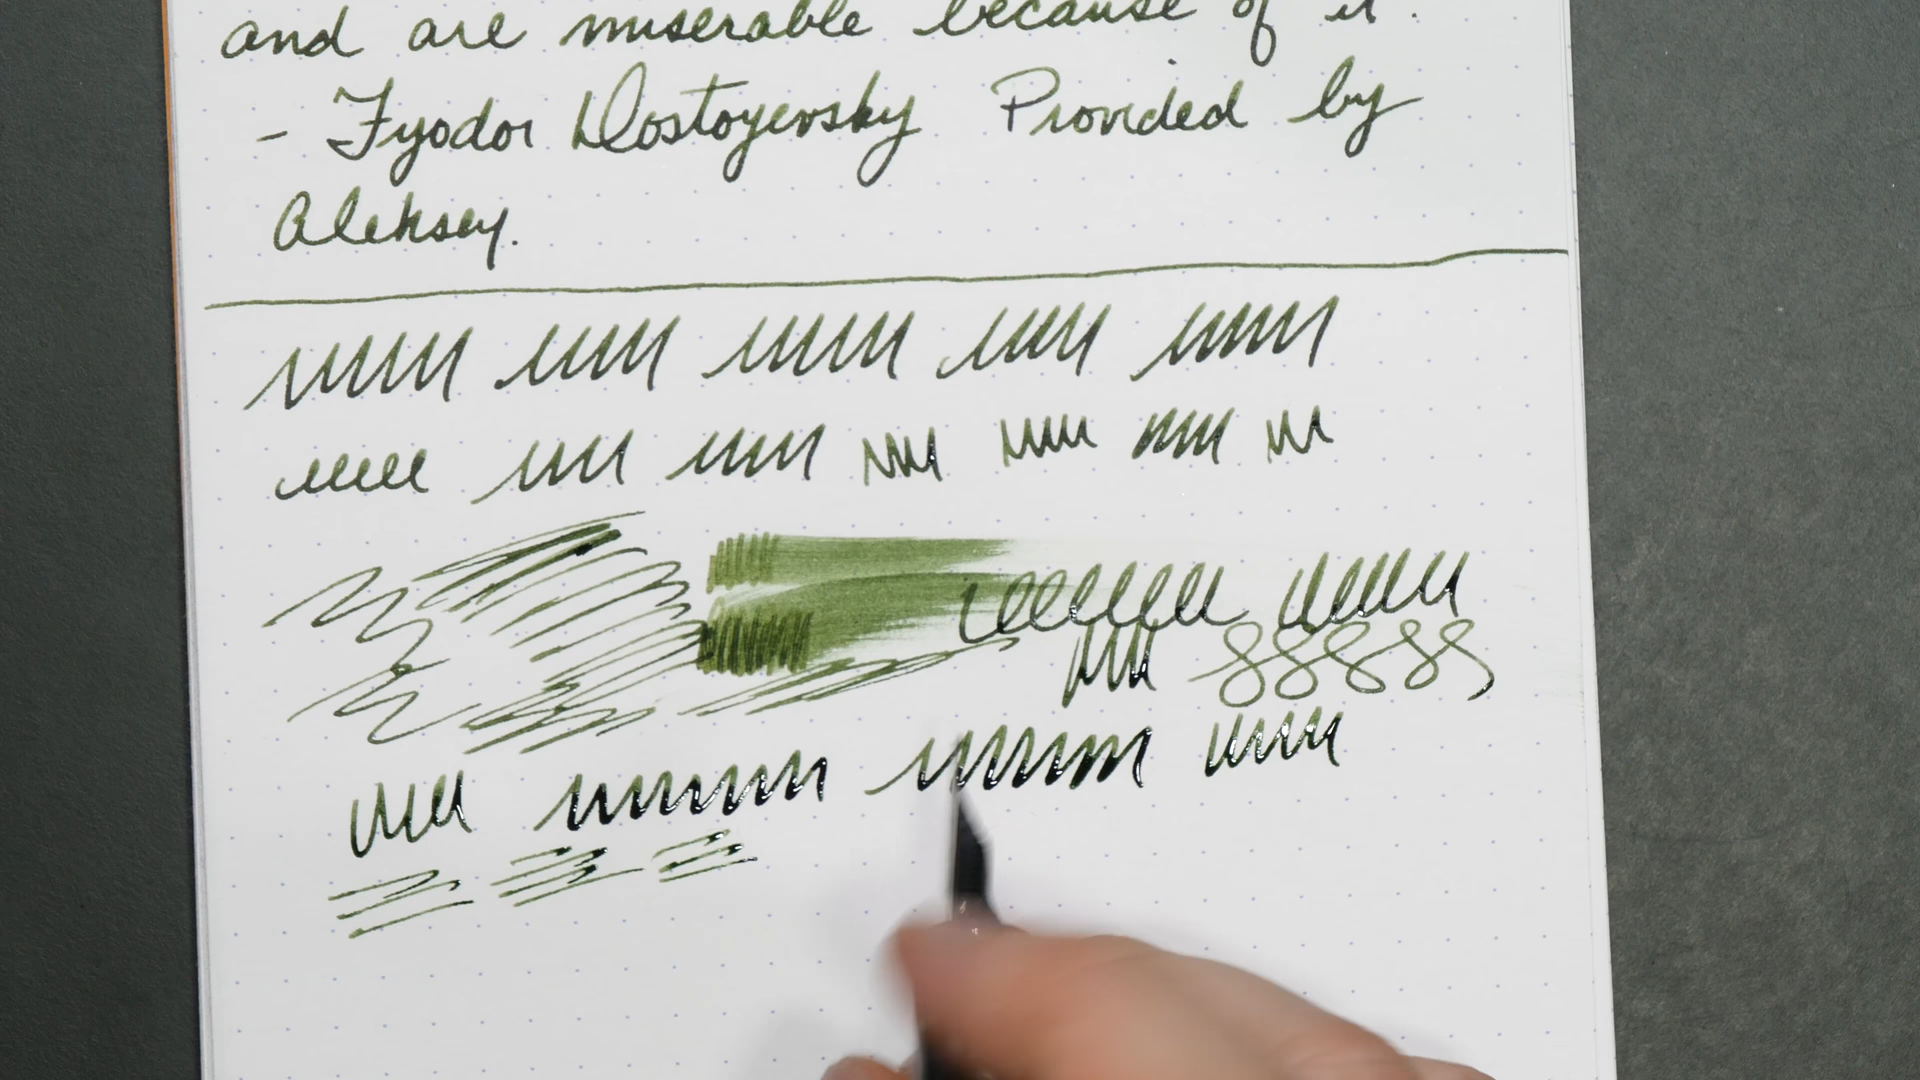 and are miserable because of it.
- Fyodor Dostoyevsky Provided by
Aleksey.